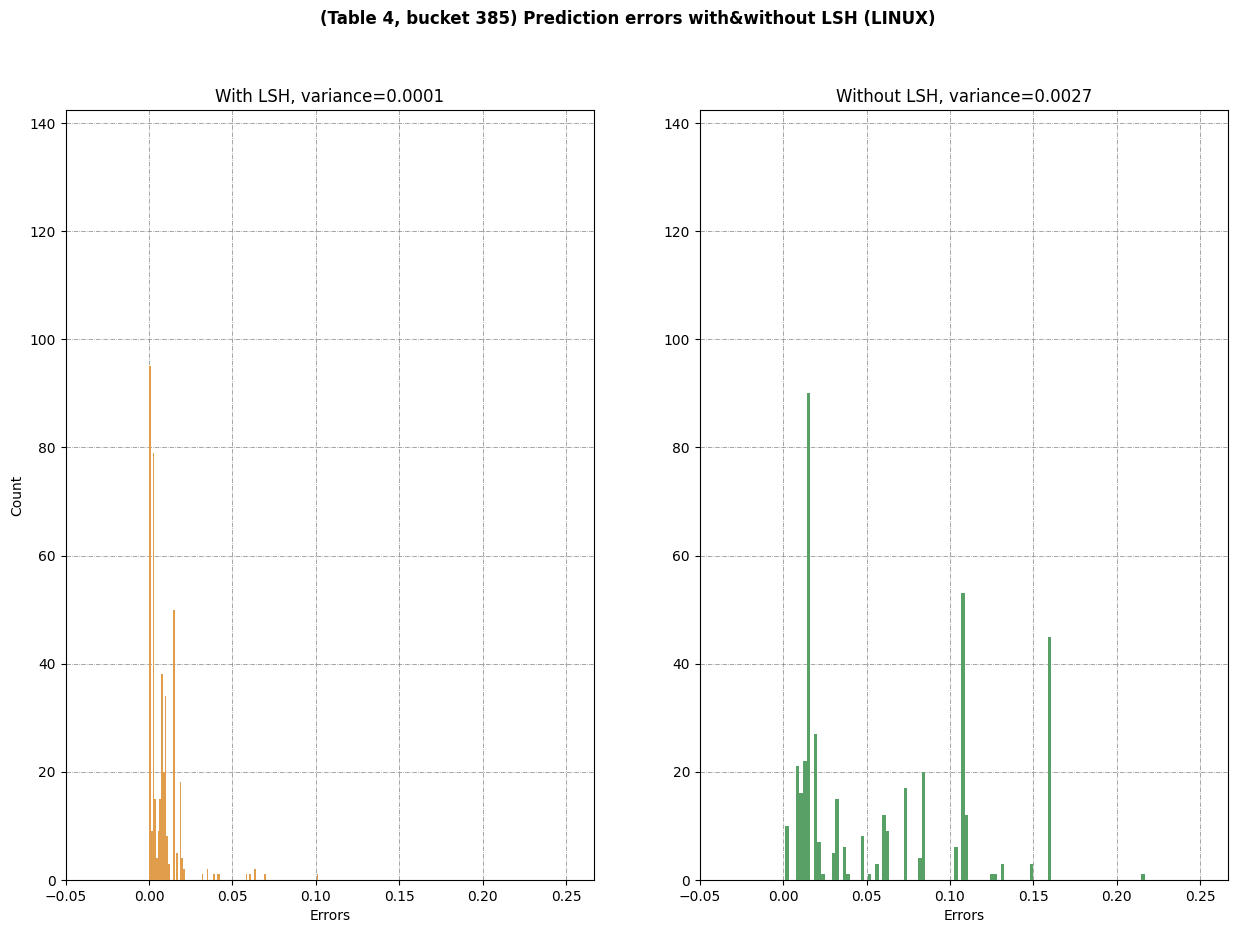 (Table 4, bucket 385) Prediction errors with&without LSH (LINUX)
With LSH, variance=0.0001
140
120
100
80
60
40
20
0
Count
−0.05 0.00 0.05 0.10 0.15 0.20 0.25
Errors
Without LSH, variance=0.0027
140
120
100
80
60
40
20
0
−0.05 0.00 0.05 0.10 0.15 0.20 0.25
Errors